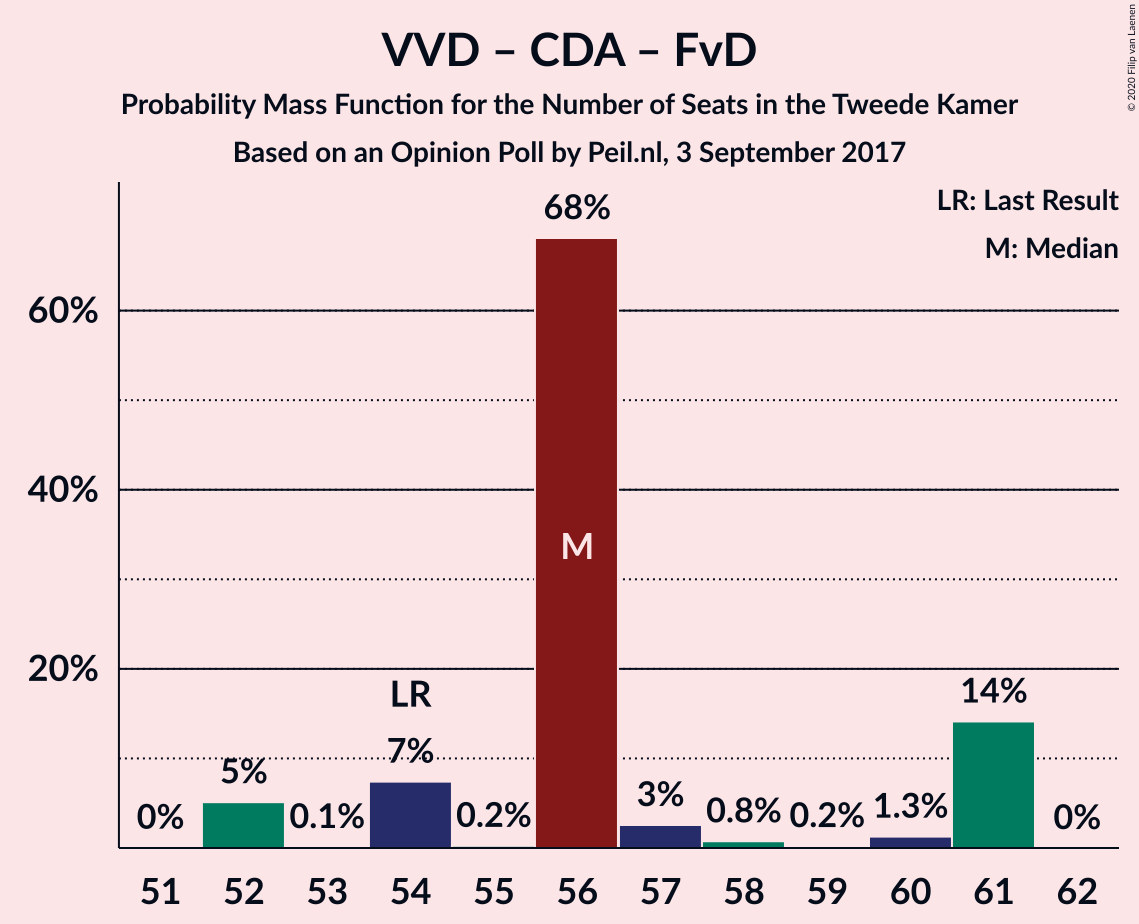 VVD – CDA – FvD
Probability Mass Function for the Number of Seats in the Tweede Kamer
Based on an Opinion Poll by Peil.nl, 3 September 2017
© 2020 Filip van Laenen
LR: Last Result
M: Median
60%
40%
20%
0%
5%
0.1%
LR
7%
0.2%
68%
M
3%
0.8%
0.2%
1.3%
14%
0%
51 52 53 54 55 56 57 58 59 60 61 62